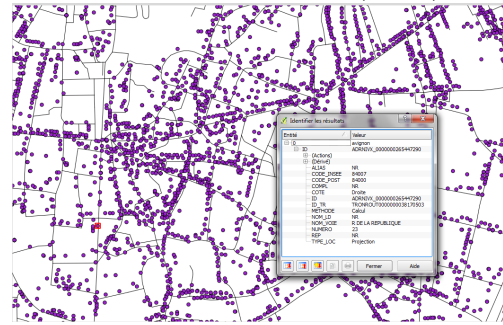 Identifier les résultats
Entité Valeur
0 avignon
ID ADRNIVX_0000000265447290
(Actions)
(Dérivé)
ALIAS NR
CODE_INSEE 84007
CODE_POST 84000
COMPL NR
COTE Droite
ID ADRNIVX_0000000265447290
ID_TR TRONROUT0000000038170503
METHODE Calcul
NOM_LD NR
NOM_VOIE R DE LA REPUBLIQUE
NUMERO 23
REP NR
TYPE_LOC Projection
Fermer Aide